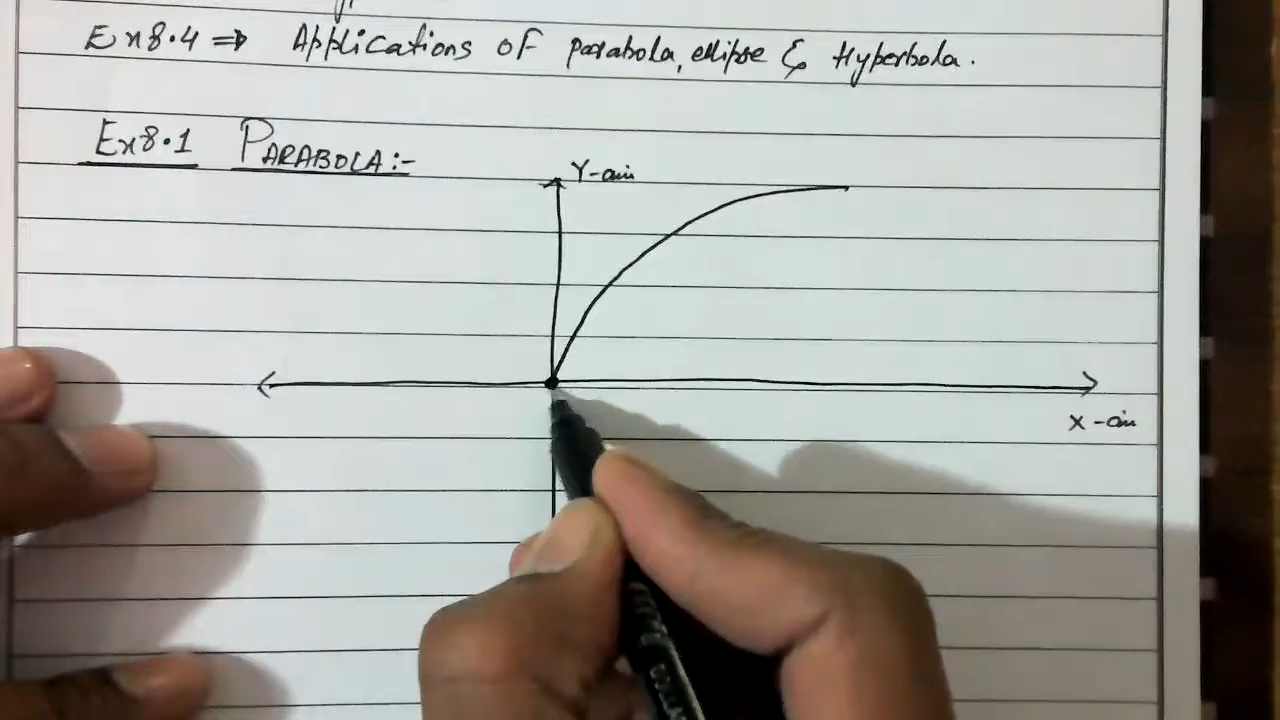 Ex8.4 ⇒ Applications of parabola, ellipse & Hyperbola.
Ex8.1 PARABOLA:-
Y-axis
X-axis